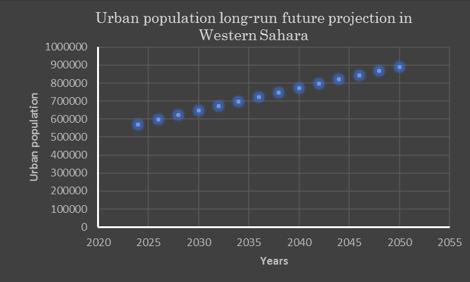 Urban population long-run future projection in
Western Sahara
1000000
900000
800000
700000
600000
500000
400000
300000
200000
100000
0
Urban population
2020 2025 2030 2035 2040 2045 2050 2055
Years